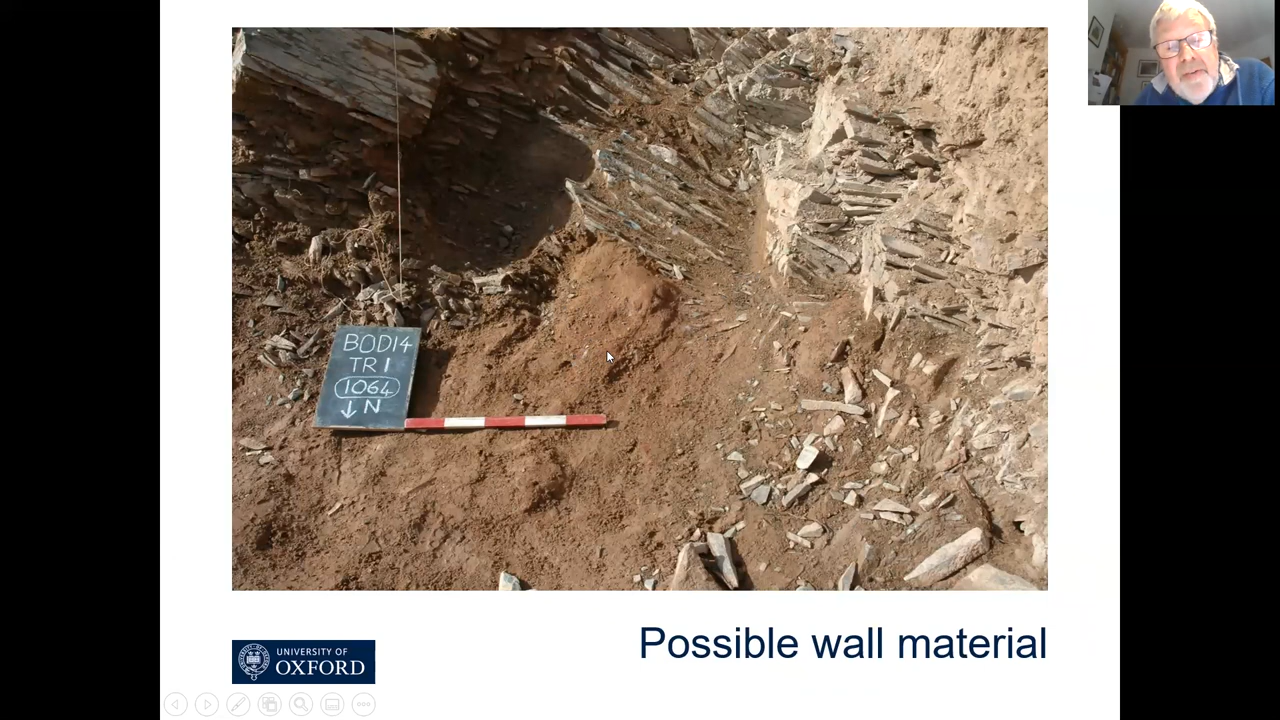 BOD14
TR 1
1064
↓ N
Possible wall material
UNIVERSITY OF
OXFORD